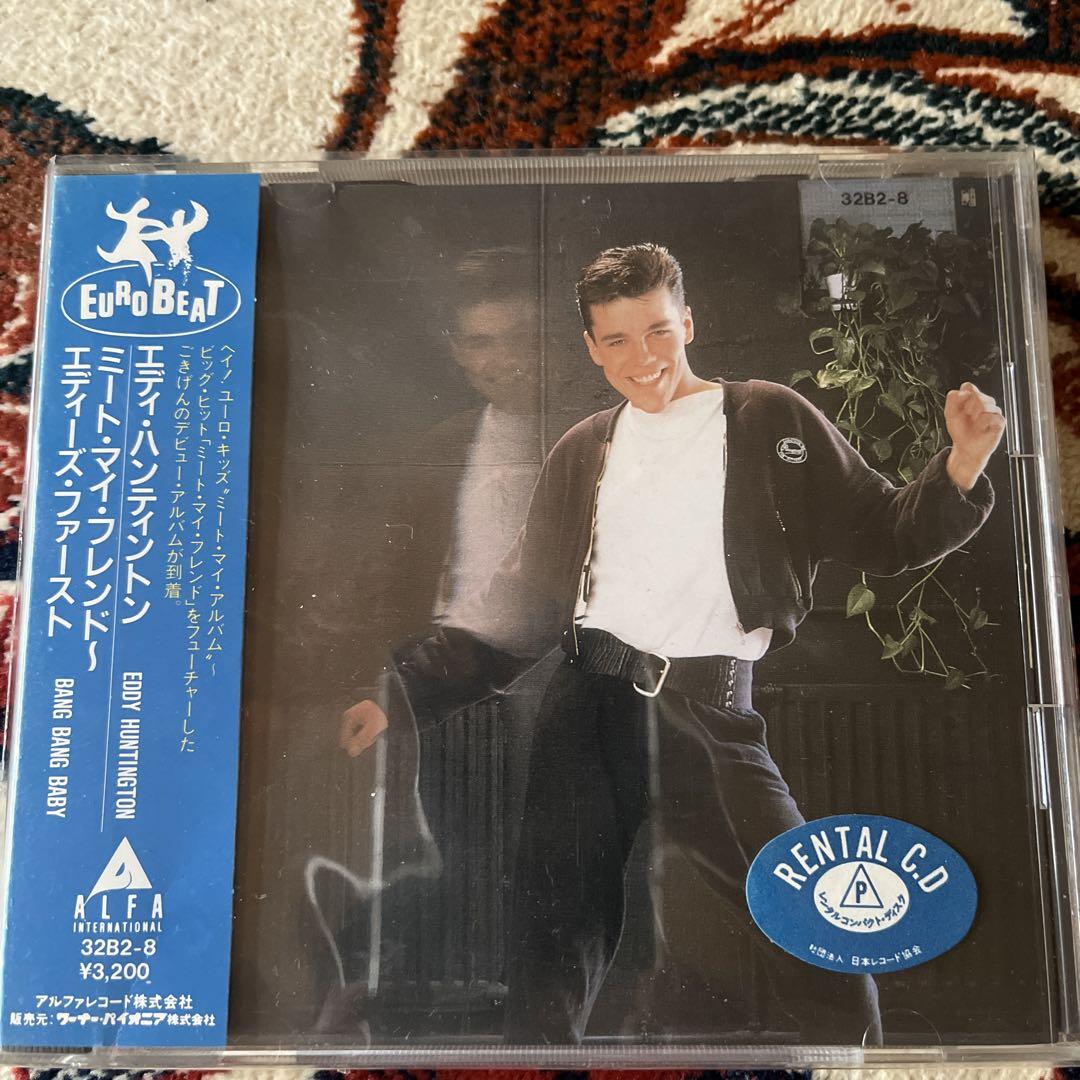 EURO BEAT
ヘイ！ユーロ・キッズ“ミート・マイ・アルバム”〜
ビッグ・ヒット「ミート・マイ・フレンド」をフューチャーした
ごきげんのデビュー・アルバムが到着。
エディ・ハンティントン EDDY HUNTINGTON
ミート・マイ・フレンド〜
エディーズ・ファースト BANG BANG BABY
ALFA
INTERNATIONAL
32B2-8
¥3,200
アルファレコード株式会社
販売元：ワーナー・パイオニア株式会社
32B2-8
RENTAL C.D
P
レンタルコンパクト・ディスク
社団法人 日本レコード協会